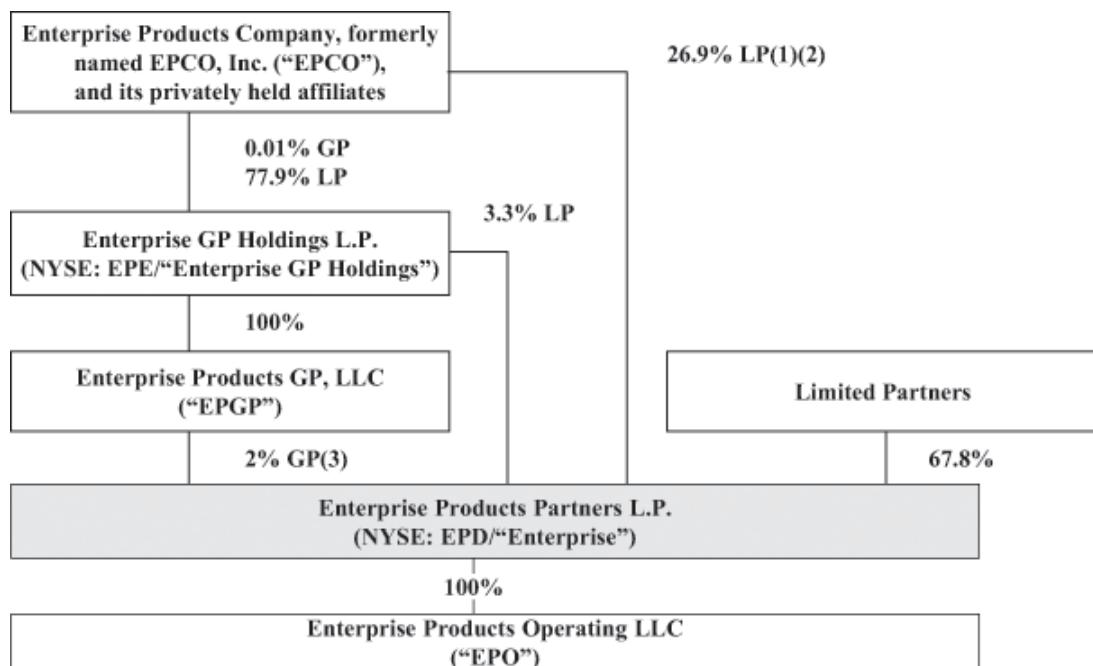 Enterprise Products Company, formerly
named EPCO, Inc. (“EPCO”),
and its privately held affiliates
26.9% LP(1)(2)
0.01% GP
77.9% LP
3.3% LP
Enterprise GP Holdings L.P.
(NYSE: EPE/“Enterprise GP Holdings”)
100%
Enterprise Products GP, LLC
(“EPGP”)
Limited Partners
2% GP(3)
67.8%
Enterprise Products Partners L.P.
(NYSE: EPD/“Enterprise”)
100%
Enterprise Products Operating LLC
(“EPO”)